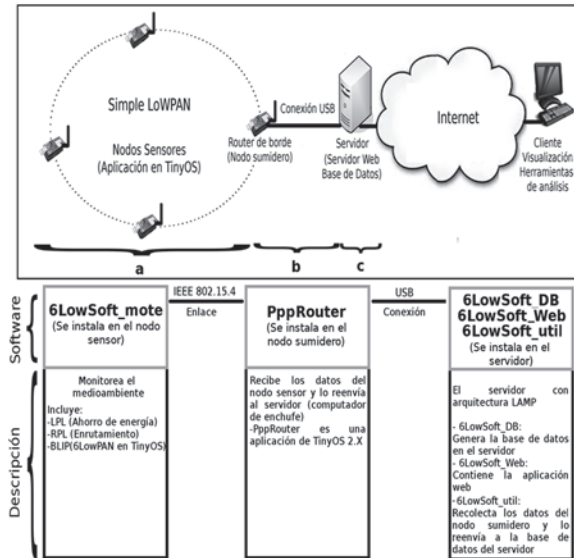 Simple LoWPAN
Nodos Sensores
(Aplicación en TinyOS)
Router de borde
(Nodo sumidero)
Conexión USB
Servidor
(Servidor Web
Base de Datos)
Internet
Cliente
Visualización
Herramientas
de análisis
a
b
c
Software
6LowSoft_mote
(Se instala en el nodo
sensor)
IEEE 802.15.4
Enlace
PppRouter
(Se instala en el
nodo sumidero)
USB
Conexión
6LowSoft_DB
6LowSoft_Web
6LowSoft_util
(Se instala en el
servidor)
Descripción
Monitorea el
medioambiente
Incluye:
-LPL (Ahorro de energía)
-RPL (Enrutamiento)
-BLIP(6LowPAN en TinyOS)
Recibe los datos del
nodo sensor y lo reenvía
al servidor (computador
de enchufe)
-PppRouter es una
aplicación de TinyOS 2.X
El servidor con
arquitectura LAMP
- 6LowSoft_DB:
Genera la base de datos
en el servidor
- 6LowSoft_Web:
Contiene la aplicación
web
-6LowSoft_util:
Recolecta los datos del
nodo sumidero y lo
reenvía a la base de
datos del servidor